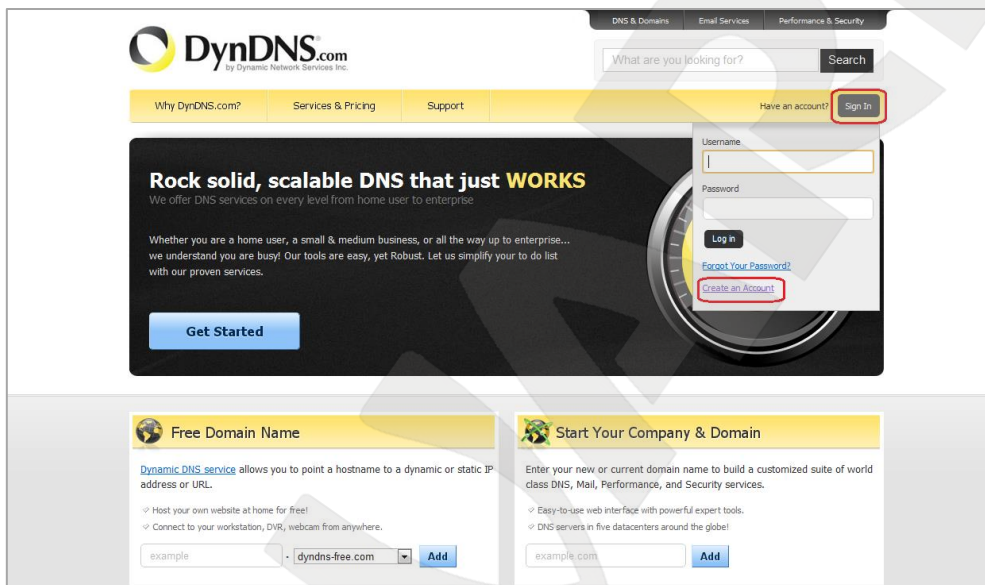 DNS & Domains Email Services Performance & Security
DynDNS.com
by Dynamic Network Services Inc.
What are you looking for? Search
Why DynDNS.com? Services & Pricing Support Have an account? Sign In
Username
Password
Log in
Forgot Your Password?
Create an Account
Rock solid, scalable DNS that just WORKS
We offer DNS services on every level from home user to enterprise
Whether you are a home user, a small & medium business, or all the way up to enterprise...
we understand you are busy! Our tools are easy, yet Robust. Let us simplify your to do list
with our proven services.
Get Started
Free Domain Name
Dynamic DNS service allows you to point a hostname to a dynamic or static IP
address or URL.
Host your own website at home for free!
Connect to your workstation, DVR, webcam from anywhere.
example . dyndns-free.com Add
Start Your Company & Domain
Enter your new or current domain name to build a customized suite of world
class DNS, Mail, Performance, and Security services.
Easy-to-use web interface with powerful expert tools.
DNS servers in five datacenters around the globe!
example.com Add